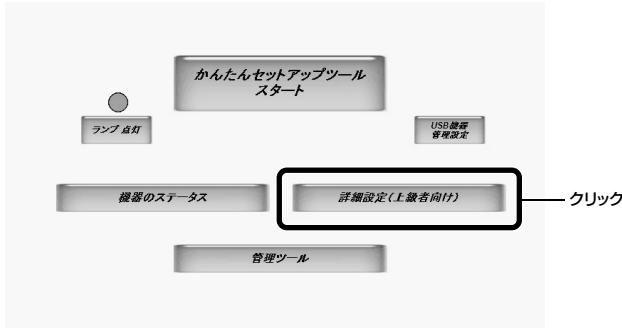 かんたんセットアップツール
スタート
ランプ 点灯
USB機器
管理設定
機器のステータス
詳細設定(上級者向け)
クリック
管理ツール